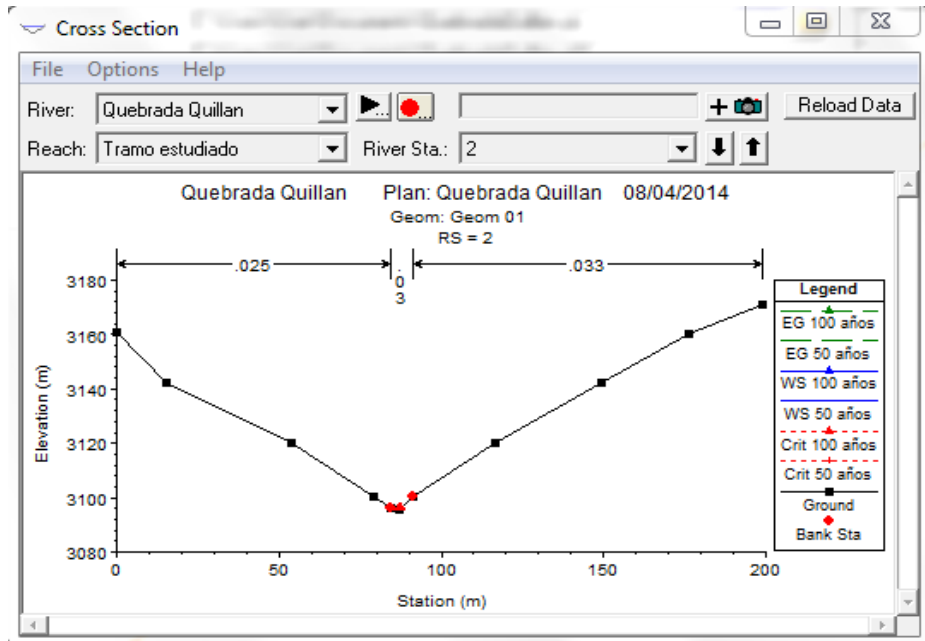 Cross Section
File Options Help
River: Quebrada Quillan ... ... Reload Data
Reach: Tramo estudiado River Sta.: 2
Quebrada Quillan Plan: Quebrada Quillan 08/04/2014
Geom: Geom 01
RS = 2
.025 .03 .033
3180
3160
3140
3120
3100
3080
Elevation (m)
0 50 100 150 200
Station (m)
Legend
EG 100 años
EG 50 años
WS 100 años
WS 50 años
Crit 100 años
Crit 50 años
Ground
Bank Sta